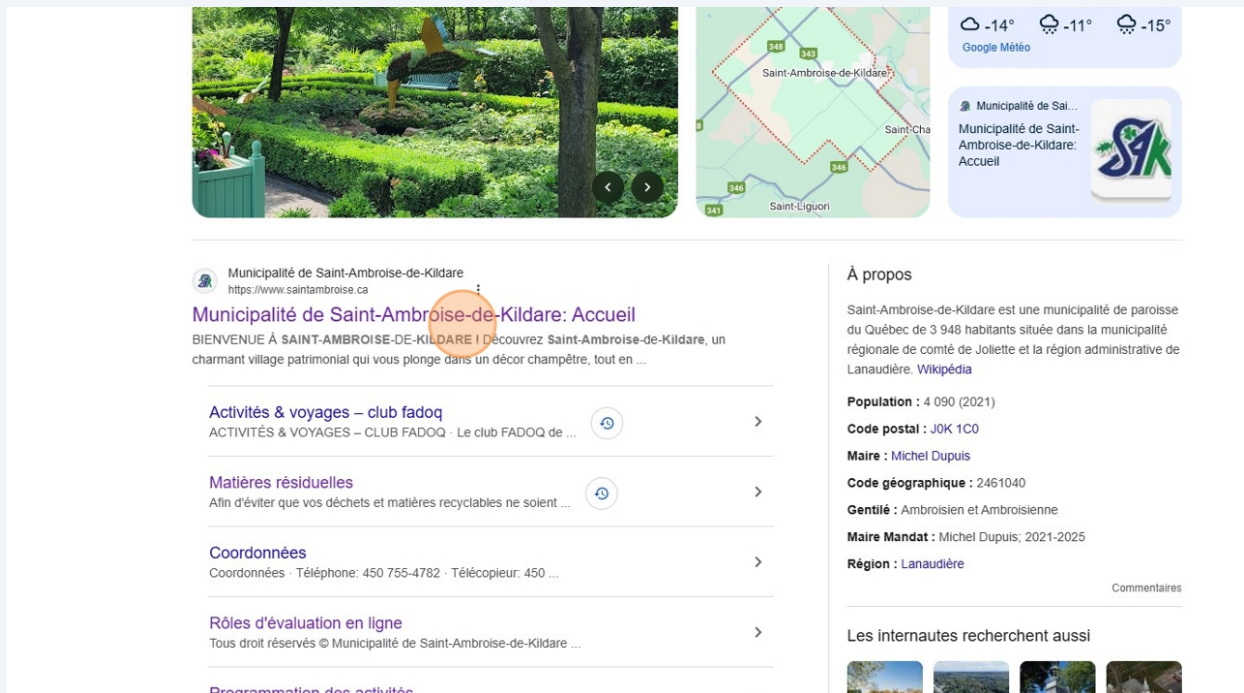 -14° -11° -15°
Google Météo
348
343
Saint-Ambroise-de-Kildare
Saint-Cha
346
346
Saint-Liguori
341
Municipalité de Sai...
Municipalité de Saint-
Ambroise-de-Kildare:
Accueil
SAK
Municipalité de Saint-Ambroise-de-Kildare
https://www.saintambroise.ca
Municipalité de Saint-Ambroise-de-Kildare: Accueil
BIENVENUE À SAINT-AMBROISE-DE-KILDARE ! Découvrez Saint-Ambroise-de-Kildare, un
charmant village patrimonial qui vous plonge dans un décor champêtre, tout en ...
Activités & voyages – club fadoq
ACTIVITÉS & VOYAGES – CLUB FADOQ · Le club FADOQ de ...
Matières résiduelles
Afin d'éviter que vos déchets et matières recyclables ne soient ...
Coordonnées
Coordonnées · Téléphone: 450 755-4782 · Télécopieur: 450 ...
Rôles d'évaluation en ligne
Tous droit réservés © Municipalité de Saint-Ambroise-de-Kildare ...
Programmation des activités
À propos
Saint-Ambroise-de-Kildare est une municipalité de paroisse
du Québec de 3 948 habitants située dans la municipalité
régionale de comté de Joliette et la région administrative de
Lanaudière. Wikipédia
Population : 4 090 (2021)
Code postal : J0K 1C0
Maire : Michel Dupuis
Code géographique : 2461040
Gentilé : Ambroisien et Ambroisienne
Maire Mandat : Michel Dupuis; 2021-2025
Région : Lanaudière
Commentaires
Les internautes recherchent aussi